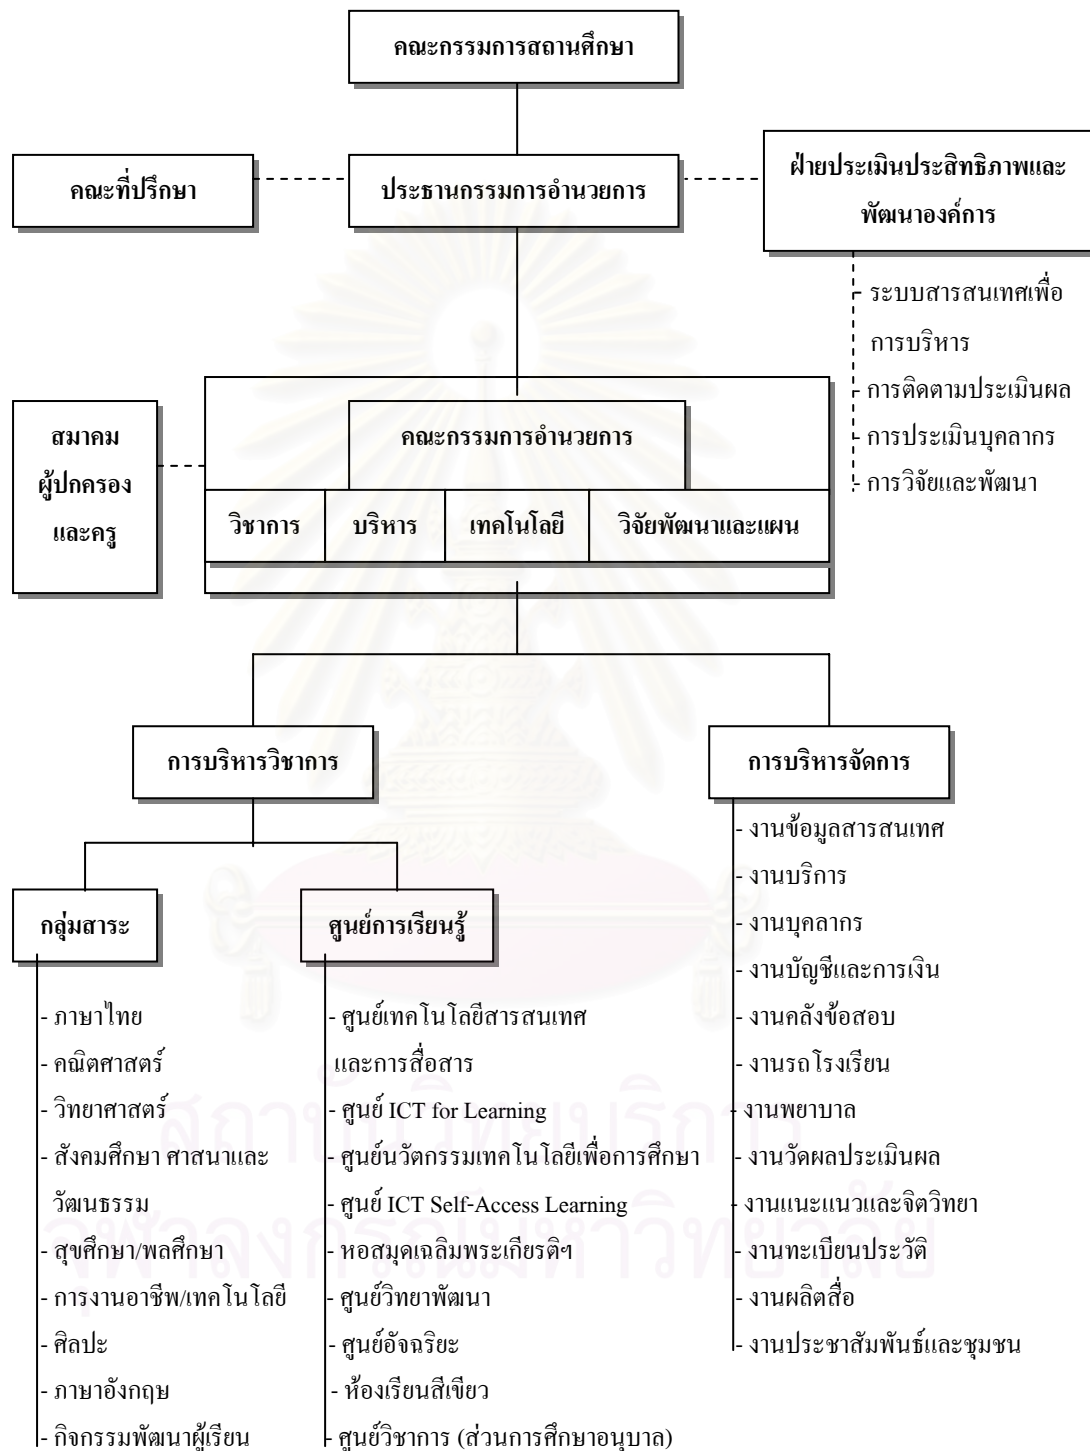 คณะกรรมการสถานศึกษา
คณะที่ปรึกษา
ประธานกรรมการอำนวยการ
ฝ่ายประเมินประสิทธิภาพและ
พัฒนาองค์การ
- ระบบสารสนเทศเพื่อ
การบริหาร
- การติดตามประเมินผล
- การประเมินบุคลากร
- การวิจัยและพัฒนา
สมาคม
ผู้ปกครอง
และครู
คณะกรรมการอำนวยการ
วิชาการ
บริหาร
เทคโนโลยี
วิจัยพัฒนาและแผน
การบริหารวิชาการ
การบริหารจัดการ
กลุ่มสาระ
- ภาษาไทย
- คณิตศาสตร์
- วิทยาศาสตร์
- สังคมศึกษา ศาสนาและ
วัฒนธรรม
- สุขศึกษา/พลศึกษา
- การงานอาชีพ/เทคโนโลยี
- ศิลปะ
- ภาษาอังกฤษ
- กิจกรรมพัฒนาผู้เรียน
ศูนย์การเรียนรู้
- ศูนย์เทคโนโลยีสารสนเทศ
และการสื่อสาร
- ศูนย์ ICT for Learning
- ศูนย์นวัตกรรมเทคโนโลยีเพื่อการศึกษา
- ศูนย์ ICT Self-Access Learning
- หอสมุดเฉลิมพระเกียรติฯ
- ศูนย์วิทยาพัฒนา
- ศูนย์อัจฉริยะ
- ห้องเรียนสีเขียว
- ศูนย์วิชาการ (ส่วนการศึกษาอนุบาล)
- งานข้อมูลสารสนเทศ
- งานบริการ
- งานบุคลากร
- งานบัญชีและการเงิน
- งานคลังข้อสอบ
- งานรถโรงเรียน
- งานพยาบาล
- งานวัดผลประเมินผล
- งานแนะแนวและจิตวิทยา
- งานทะเบียนประวัติ
- งานผลิตสื่อ
- งานประชาสัมพันธ์และชุมชน
สถาบันวิทยบริการ
จุฬาลงกรณ์มหาวิทยาลัย